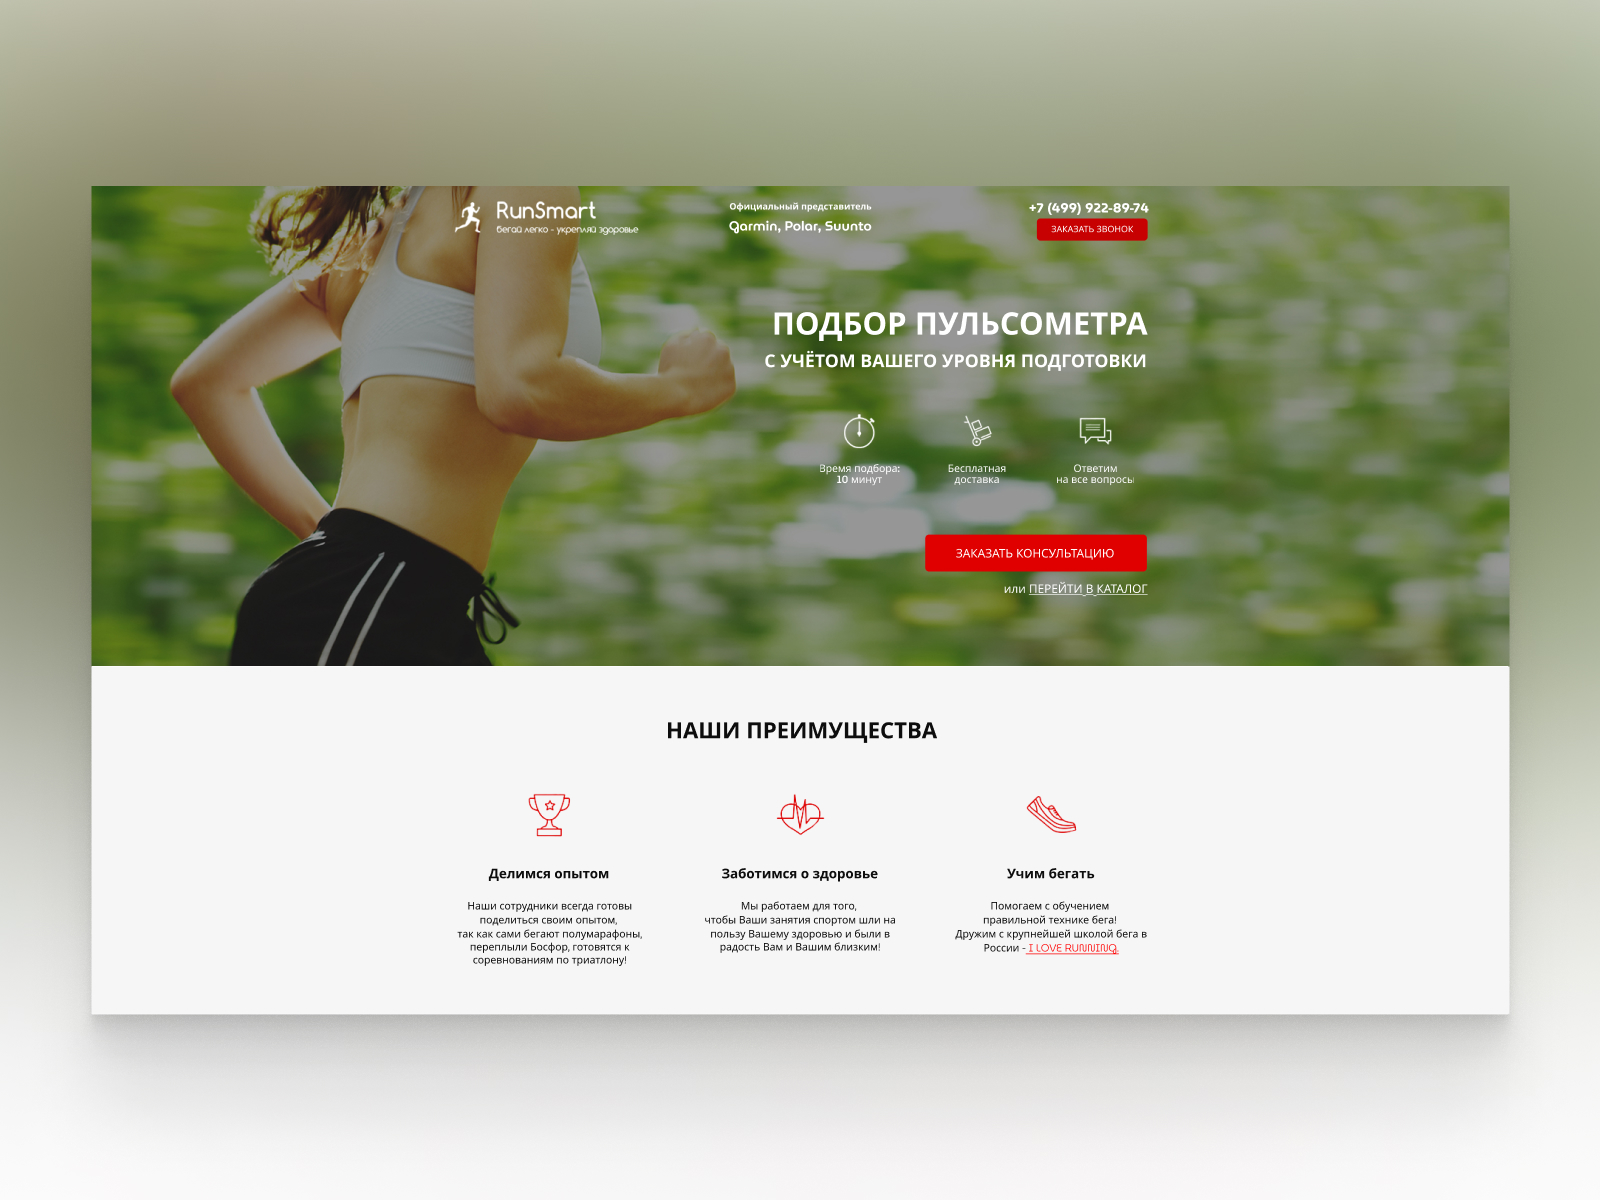 RunSmart
бегай легко - укрепляй здоровье
Официальный представитель
Garmin, Polar, Suunto
+7 (499) 922-89-74
ЗАКАЗАТЬ ЗВОНОК
ПОДБОР ПУЛЬСОМЕТРА
С УЧЁТОМ ВАШЕГО УРОВНЯ ПОДГОТОВКИ
Время подбора:
10 минут
Бесплатная
доставка
Ответим
на все вопросы
ЗАКАЗАТЬ КОНСУЛЬТАЦИЮ
или ПЕРЕЙТИ В КАТАЛОГ
НАШИ ПРЕИМУЩЕСТВА
Делимся опытом
Наши сотрудники всегда готовы
поделиться своим опытом,
так как сами бегают полумарафоны,
переплыли Босфор, готовятся к
соревнованиям по триатлону!
Заботимся о здоровье
Мы работаем для того,
чтобы Ваши занятия спортом шли на
пользу Вашему здоровью и были в
радость Вам и Вашим близким!
Учим бегать
Помогаем с обучением
правильной технике бега!
Дружим с крупнейшей школой бега в
России - I LOVE RUNNING.